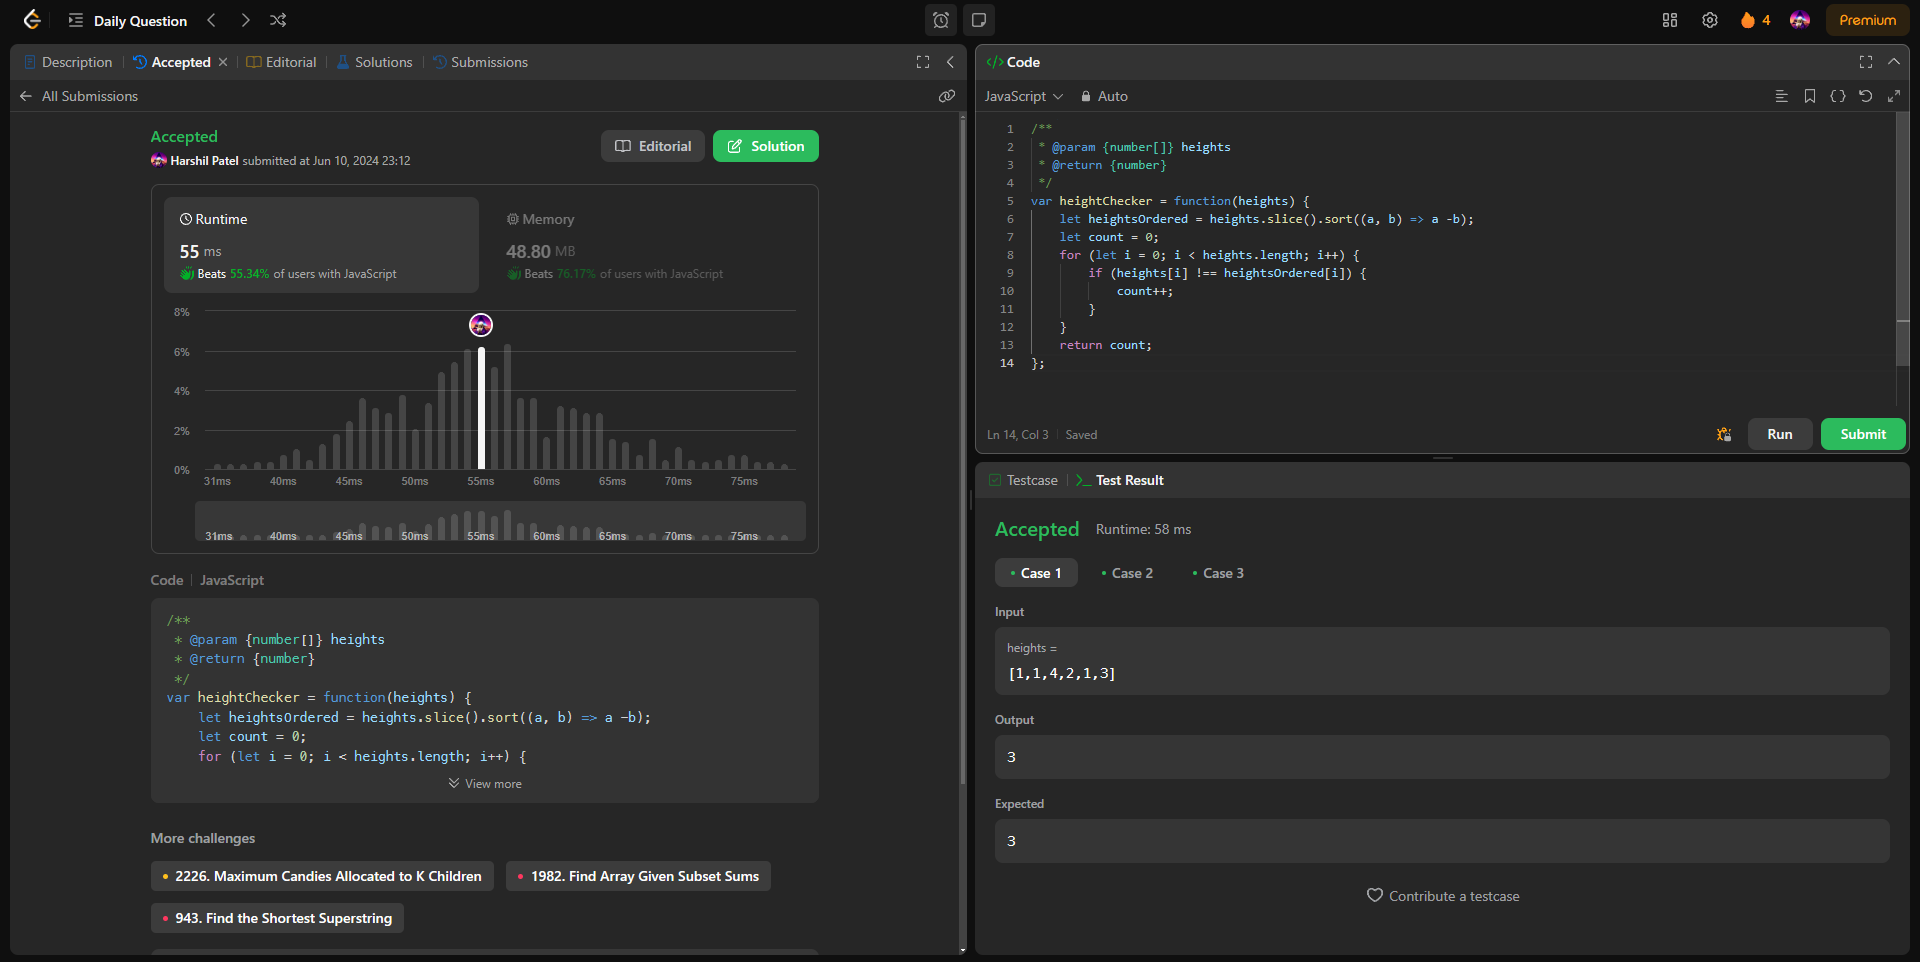 Daily Question
4
Premium
Description
Accepted
Editorial
Solutions
Submissions
All Submissions
Accepted
Harshil Patel submitted at Jun 10, 2024 23:12
Editorial
Solution
Runtime
55 ms
Beats 55.34% of users with JavaScript
Memory
48.80 MB
Beats 76.17% of users with JavaScript
8%
6%
4%
2%
0%
31ms 40ms 45ms 50ms 55ms 60ms 65ms 70ms 75ms
31ms 40ms 45ms 50ms 55ms 60ms 65ms 70ms 75ms
Code | JavaScript
/**
 * @param {number[]} heights
 * @return {number}
 */
var heightChecker = function(heights) {
    let heightsOrdered = heights.slice().sort((a, b) => a -b);
    let count = 0;
    for (let i = 0; i < heights.length; i++) {
View more
More challenges
2226. Maximum Candies Allocated to K Children
1982. Find Array Given Subset Sums
943. Find the Shortest Superstring
</> Code
JavaScript
Auto
1 /**
2  * @param {number[]} heights
3  * @return {number}
4  */
5 var heightChecker = function(heights) {
6     let heightsOrdered = heights.slice().sort((a, b) => a -b);
7     let count = 0;
8     for (let i = 0; i < heights.length; i++) {
9         if (heights[i] !== heightsOrdered[i]) {
10             count++;
11         }
12     }
13     return count;
14 };
Ln 14, Col 3 | Saved
Run
Submit
Testcase
Test Result
Accepted
Runtime: 58 ms
Case 1
Case 2
Case 3
Input
heights =
[1,1,4,2,1,3]
Output
3
Expected
3
Contribute a testcase